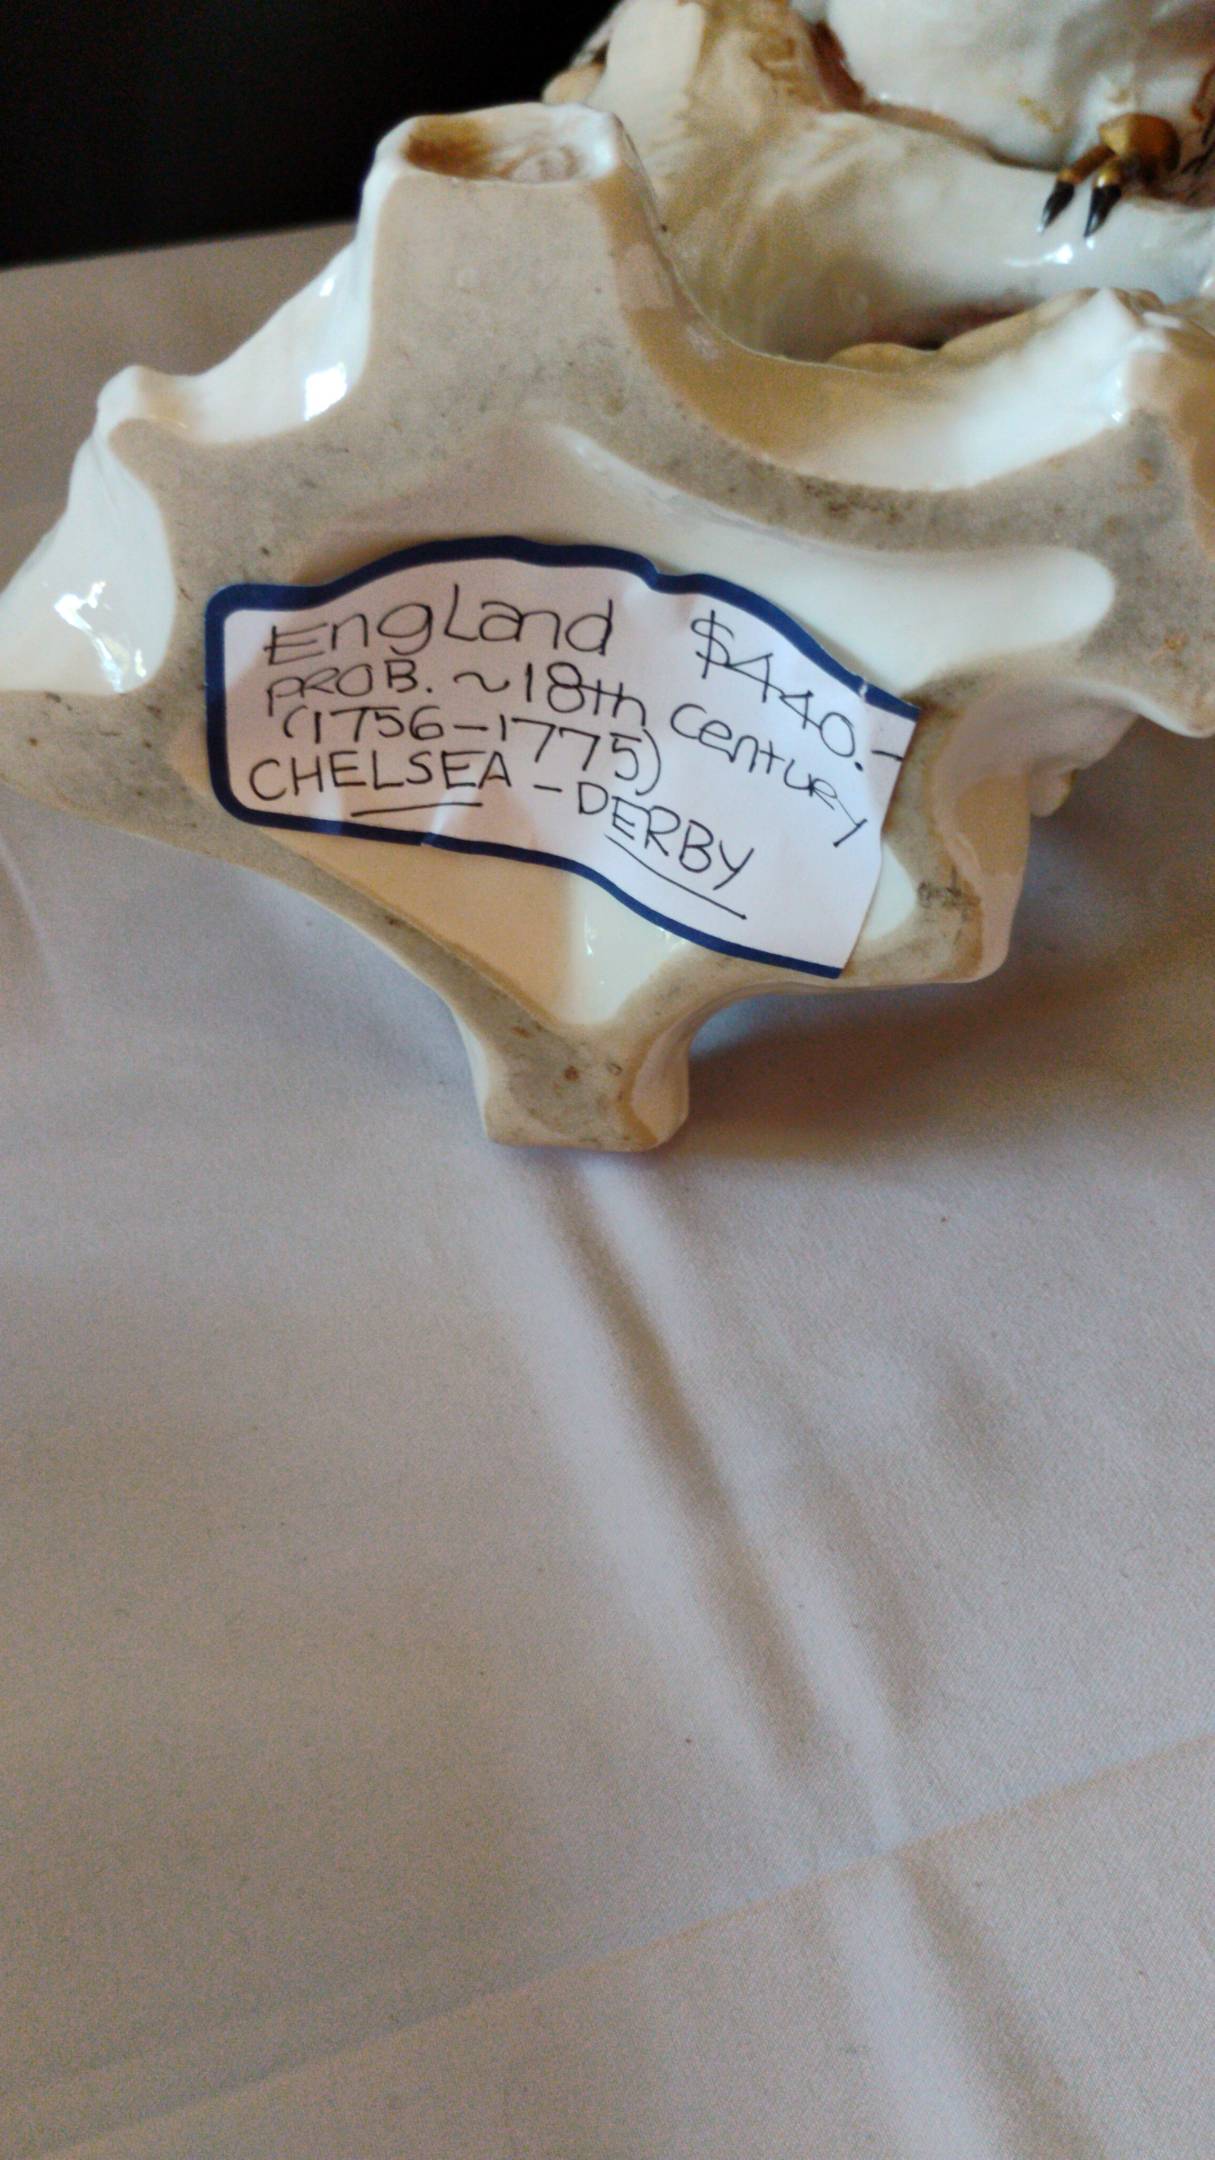 England $440.-
PROB. ~18th century
(1756-1775)
CHELSEA - DERBY